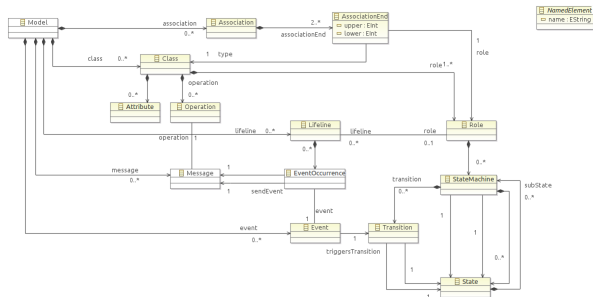 Model
association
0..*
Association
2..*
associationEnd
AssociationEnd
upper : EInt
lower : EInt
NamedElement
name : EString
1
type
1
role
class
0..*
Class
role
1..*
operation
0..*
0..*
Attribute
Operation
operation
1
lifeline
0..*
Lifeline
lifeline
0..*
role
0..1
Role
0..*
0..*
message
0..*
Message
1
1
sendEvent
EventOccurrence
event
1
transition
0..*
StateMachine
subState
0..*
event
0..*
Event
1
triggersTransition
Transition
1
1
0..*
1
1
State